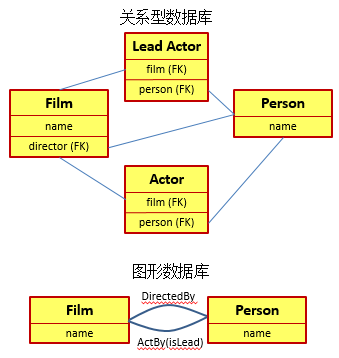 关系型数据库
Lead Actor
film (FK)
person (FK)
Film
name
director (FK)
Person
name
Actor
film (FK)
person (FK)
图形数据库
DirectedBy
Film
name
Person
name
ActBy(isLead)